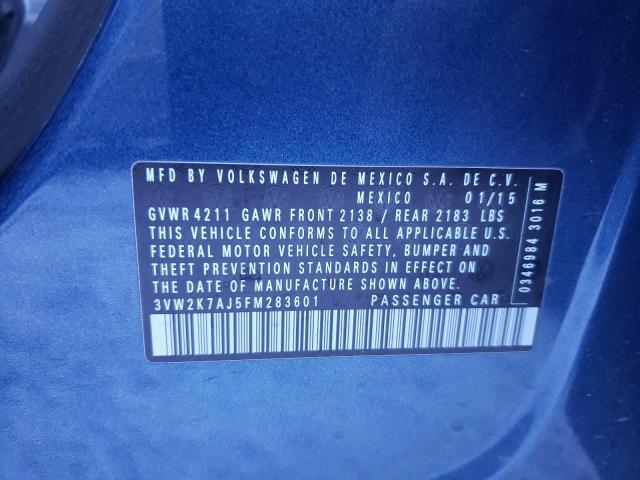 MFD BY VOLKSWAGEN DE MEXICO S.A. DE C.V.
MEXICO 01/15
GVWR 4211 GAWR FRONT 2138 / REAR 2183 LBS
THIS VEHICLE CONFORMS TO ALL APPLICABLE U.S.
FEDERAL MOTOR VEHICLE SAFETY, BUMPER AND
THEFT PREVENTION STANDARDS IN EFFECT ON
THE DATE OF MANUFACTURE SHOWN ABOVE.
3VW2K7AJ5FM283601 PASSENGER CAR
0346984 3016 M